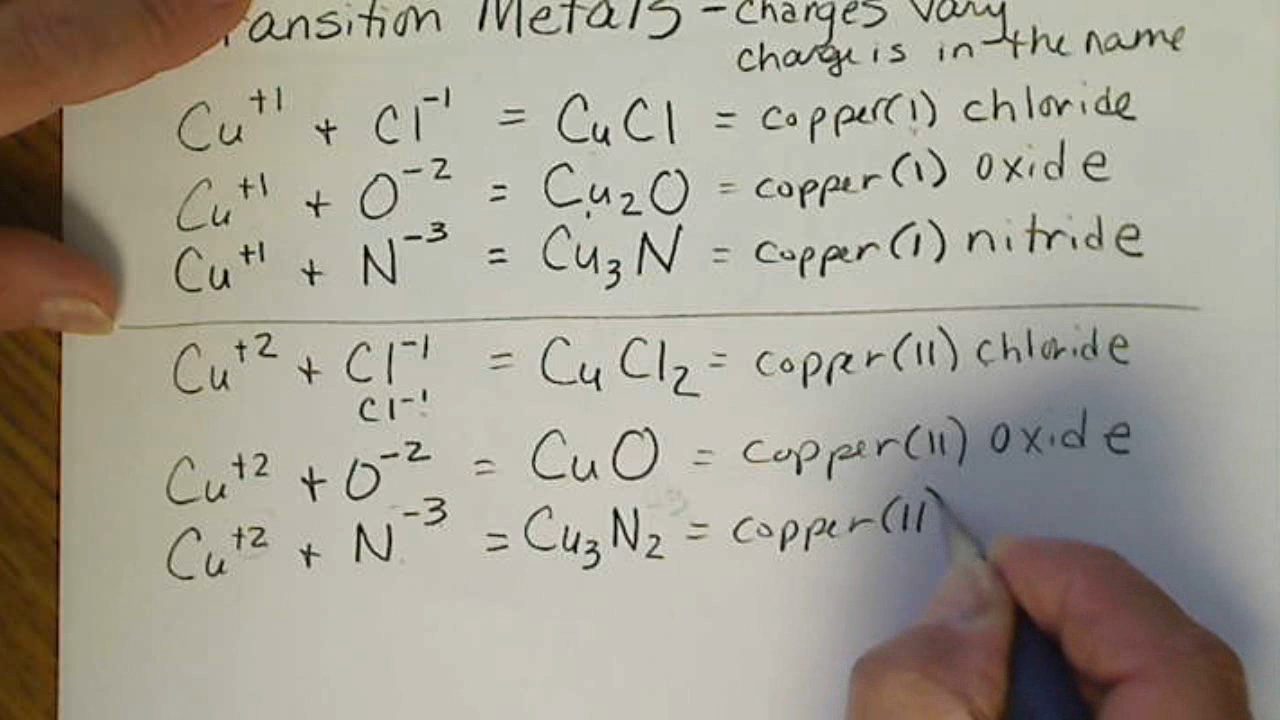 Transition Metals - charges vary
charge is in the name
Cu⁺¹ + Cl⁻¹ = CuCl = copper(I) chloride
Cu⁺¹ + O⁻² = Cu₂O = copper(I) oxide
Cu⁺¹ + N⁻³ = Cu₃N = copper(I) nitride
Cu⁺² + Cl⁻¹ = CuCl₂ = copper(II) chloride
Cl⁻¹
Cu⁺² + O⁻² = CuO = copper(II) oxide
Cu⁺² + N⁻³ = Cu₃N₂ = copper(II)